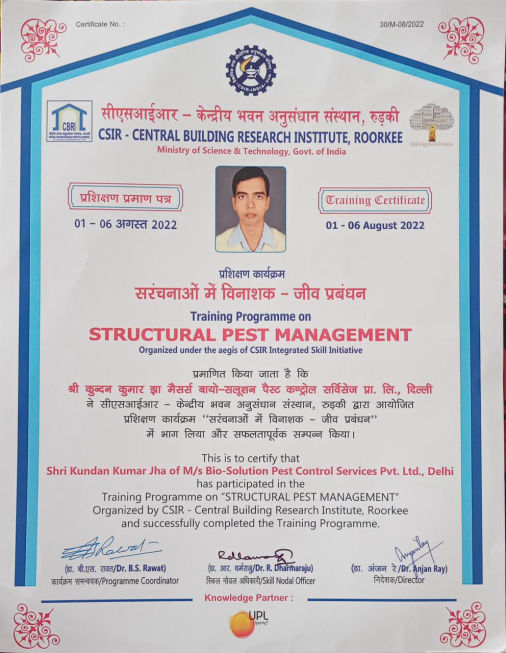 Certificate No. :
30/M-08/2022
CSIR-INDIA
सीएसआईआर – केन्द्रीय भवन अनुसंधान संस्थान, रुड़की
CBRI
CSIR - CENTRAL BUILDING RESEARCH INSTITUTE, ROORKEE
Ministry of Science & Technology, Govt. of India
प्रशिक्षण प्रमाण पत्र
Training Certificate
01 – 06 अगस्त 2022
01 - 06 August 2022
प्रशिक्षण कार्यक्रम
सरंचनाओं में विनाशक – जीव प्रबंधन
Training Programme on
STRUCTURAL PEST MANAGEMENT
Organized under the aegis of CSIR Integrated Skill Initiative
प्रमाणित किया जाता है कि
श्री कुन्दन कुमार झा मैसर्स बायो–सलूशन पैस्ट कण्ट्रोल सर्विसेज प्रा. लि., दिल्ली
ने सीएसआईआर – केन्द्रीय भवन अनुसंधान संस्थान, रुड़की द्वारा आयोजित
प्रशिक्षण कार्यक्रम ‘‘सरंचनाओं में विनाशक – जीव प्रबंधन’’
में भाग लिया और सफलतापूर्वक सम्पन्न किया।
This is to certify that
Shri Kundan Kumar Jha of M/s Bio-Solution Pest Control Services Pvt. Ltd., Delhi
has participated in the
Training Programme on “STRUCTURAL PEST MANAGEMENT”
Organized by CSIR - Central Building Research Institute, Roorkee
and successfully completed the Training Programme.
(डा. बी.एस. रावत/Dr. B.S. Rawat)
कार्यक्रम समन्वयक/Programme Coordinator
(डा. आर. धर्मराजु/Dr. R. Dharmaraju)
स्किल नोडल अधिकारी/Skill Nodal Officer
(डा. अंजन रे/Dr. Anjan Ray)
निदेशक/Director
Knowledge Partner :
UPL